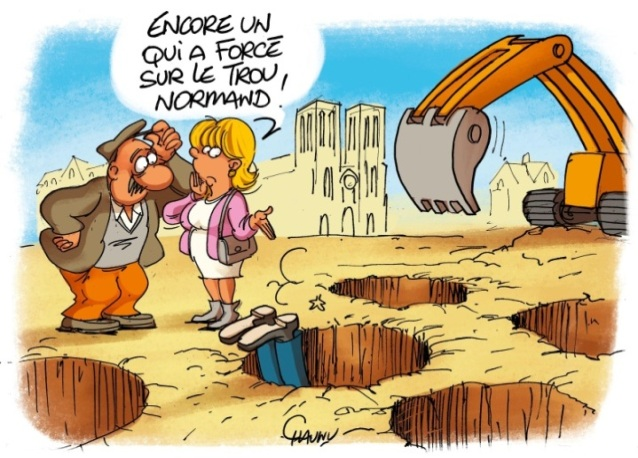 ENCORE UN
QUI A FORCÉ
SUR LE TROU
NORMAND !
CHAUNU